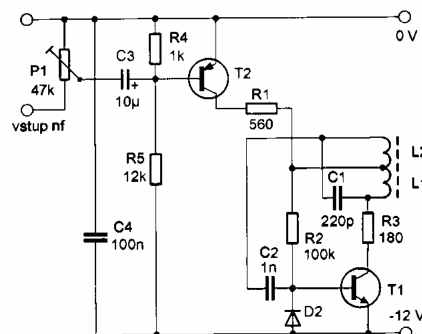 0 V
R4
1k
C3
T2
P1
47k
+
10µ
R1
560
vstup nf
L2
R5
12k
C1
L1
220p
R3
180
C4
100n
R2
100k
C2
1n
T1
D2
-12 V